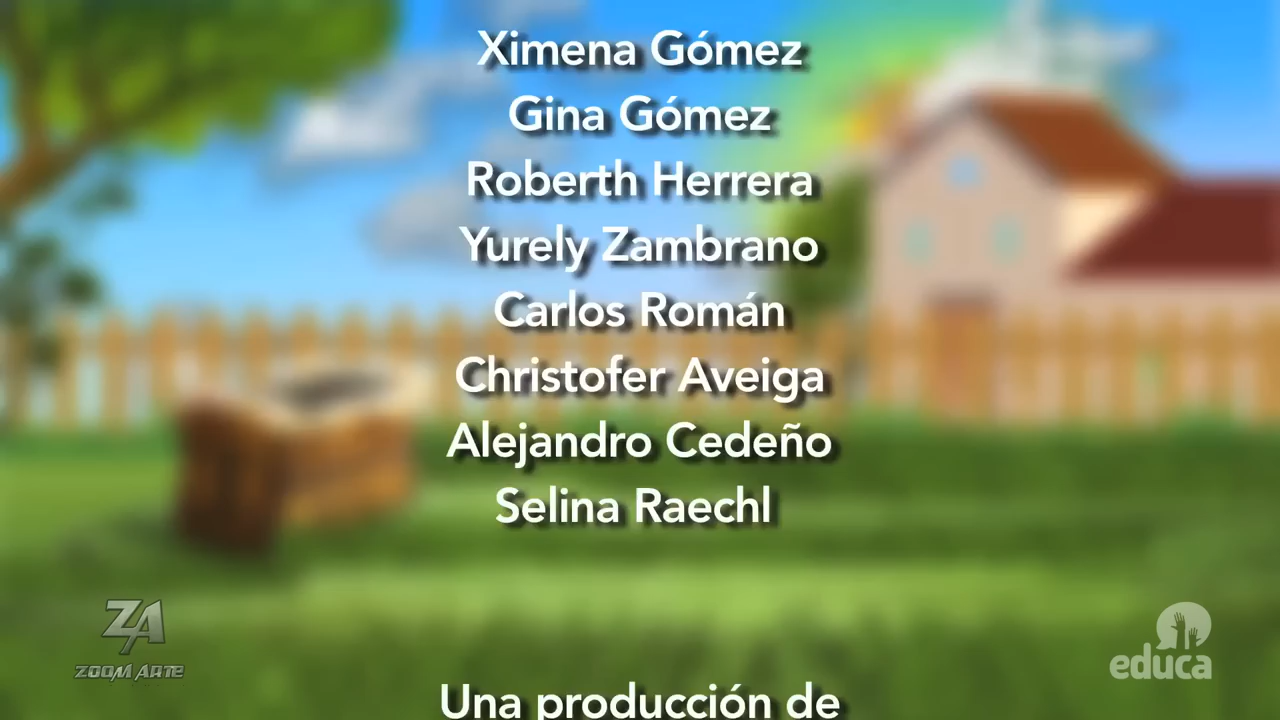 Ximena Gómez
Gina Gómez
Roberth Herrera
Yurely Zambrano
Carlos Román
Christofer Aveiga
Alejandro Cedeño
Selina Raechl
ZA
ZOOM ARTE
educa
Una producción de